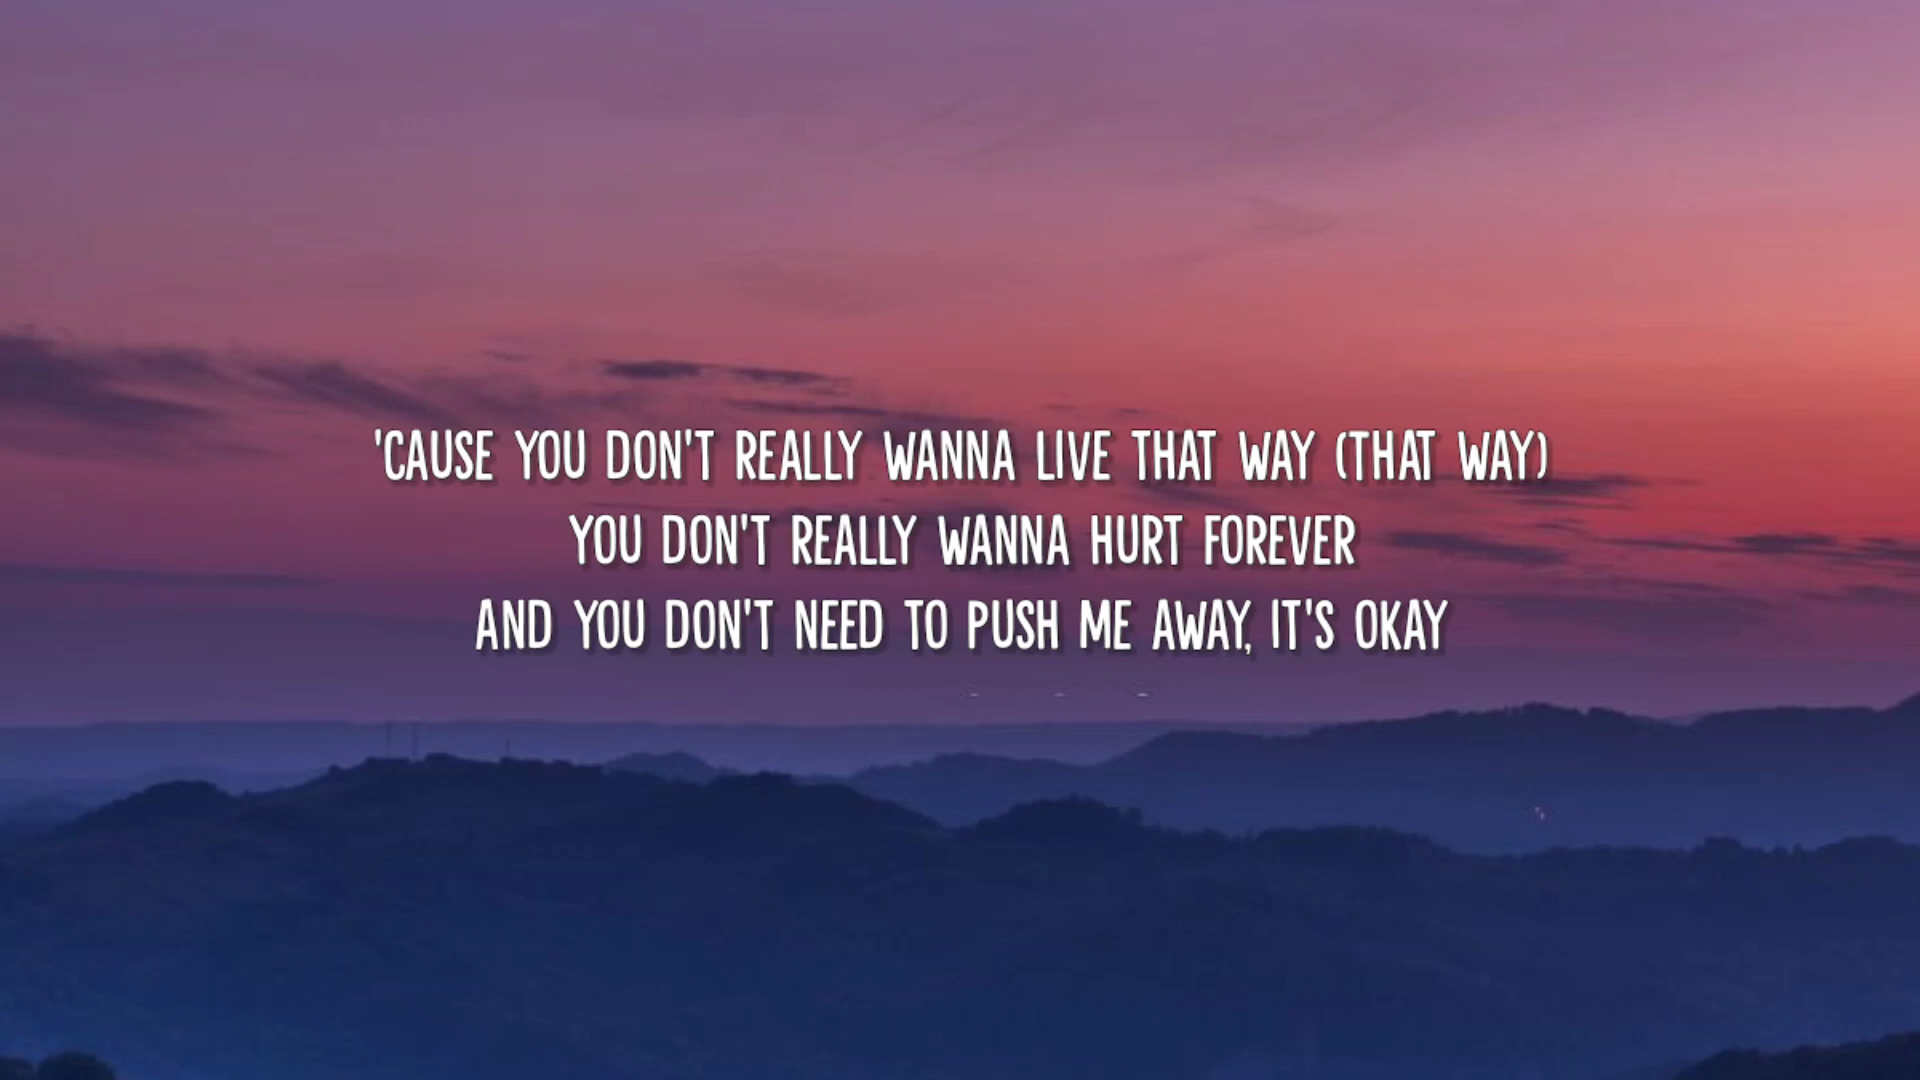 'CAUSE YOU DON'T REALLY WANNA LIVE THAT WAY (THAT WAY)
YOU DON'T REALLY WANNA HURT FOREVER
AND YOU DON'T NEED TO PUSH ME AWAY, IT'S OKAY